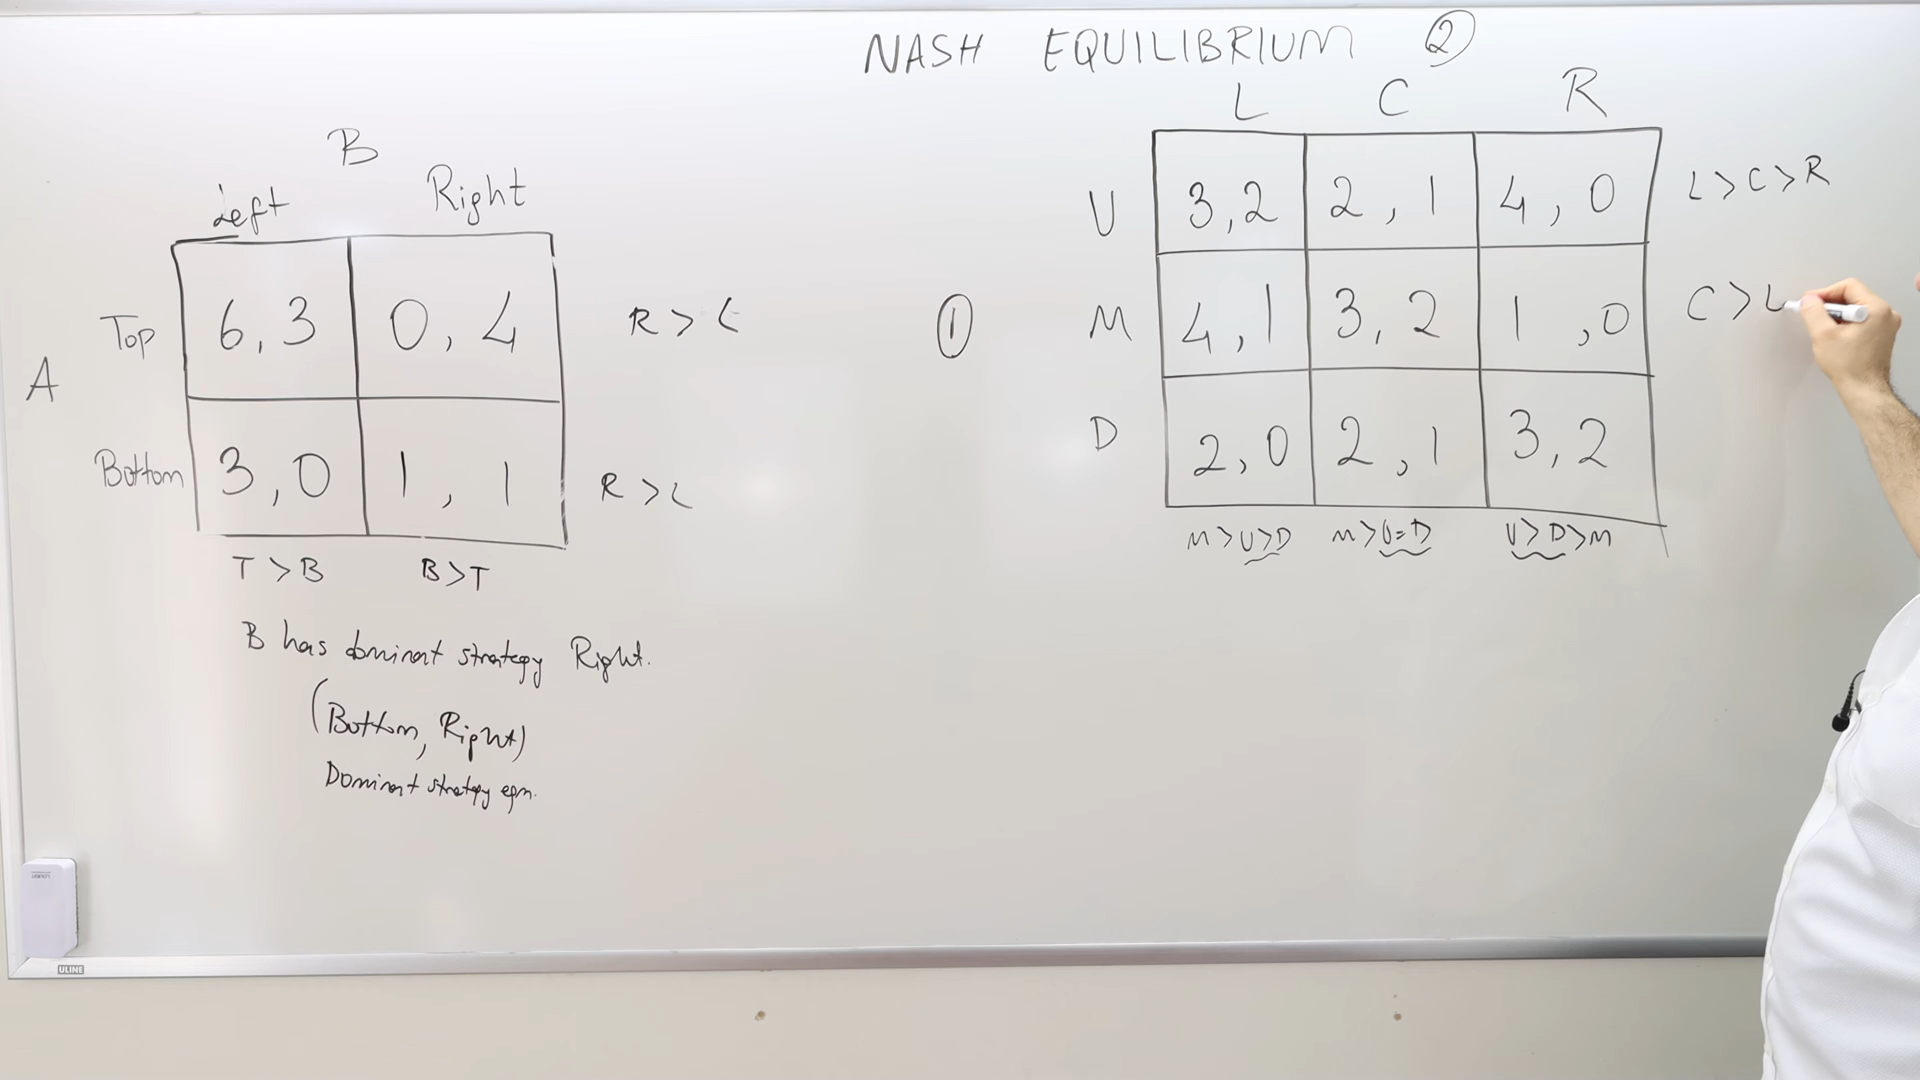 NASH EQUILIBRIUM ②
B
Left Right
A
Top 6,3 0,4 R > L
Bottom 3,0 1,1 R > L
T > B B > T
B has dominant strategy Right.
(Bottom, Right)
Dominant strategy eqm.
①
L C R
U 3,2 2,1 4,0 L > C > R
M 4,1 3,2 1,0 C > L
D 2,0 2,1 3,2
M > U > D M > U = D U > D > M
ULINE